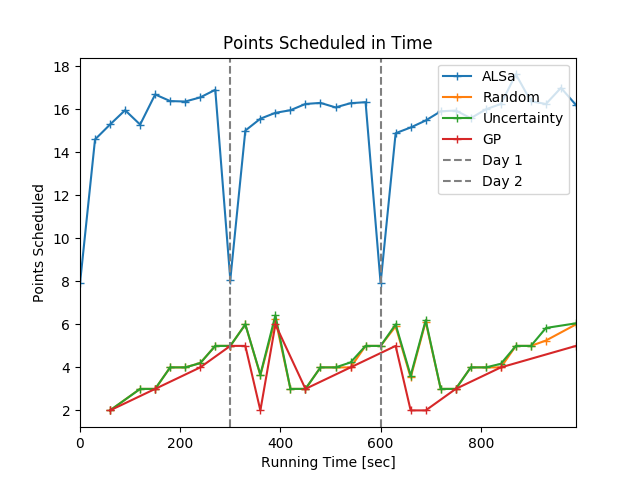 Points Scheduled in Time
18
16
14
12
10
8
6
4
2
Points Scheduled
ALSa
Random
Uncertainty
GP
Day 1
Day 2
0 200 400 600 800
Running Time [sec]